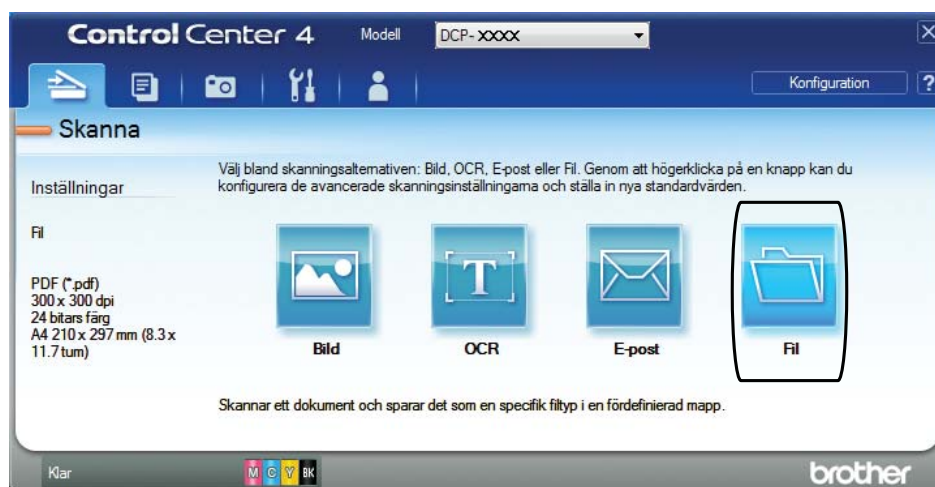 Control Center 4 Modell DCP-XXXX X
Konfiguration ?
Skanna
Välj bland skanningsalternativen: Bild, OCR, E-post eller Fil. Genom att högerklicka på en knapp kan du
konfigurera de avancerade skanningsinställningarna och ställa in nya standardvärden.
Inställningar
Fil
PDF (*.pdf)
300 x 300 dpi
24 bitars färg
A4 210 x 297 mm (8.3 x
11.7 tum)
T
Bild OCR E-post Fil
Skannar ett dokument och sparar det som en specifik filtyp i en fördefinierad mapp.
Klar M C Y BK brother